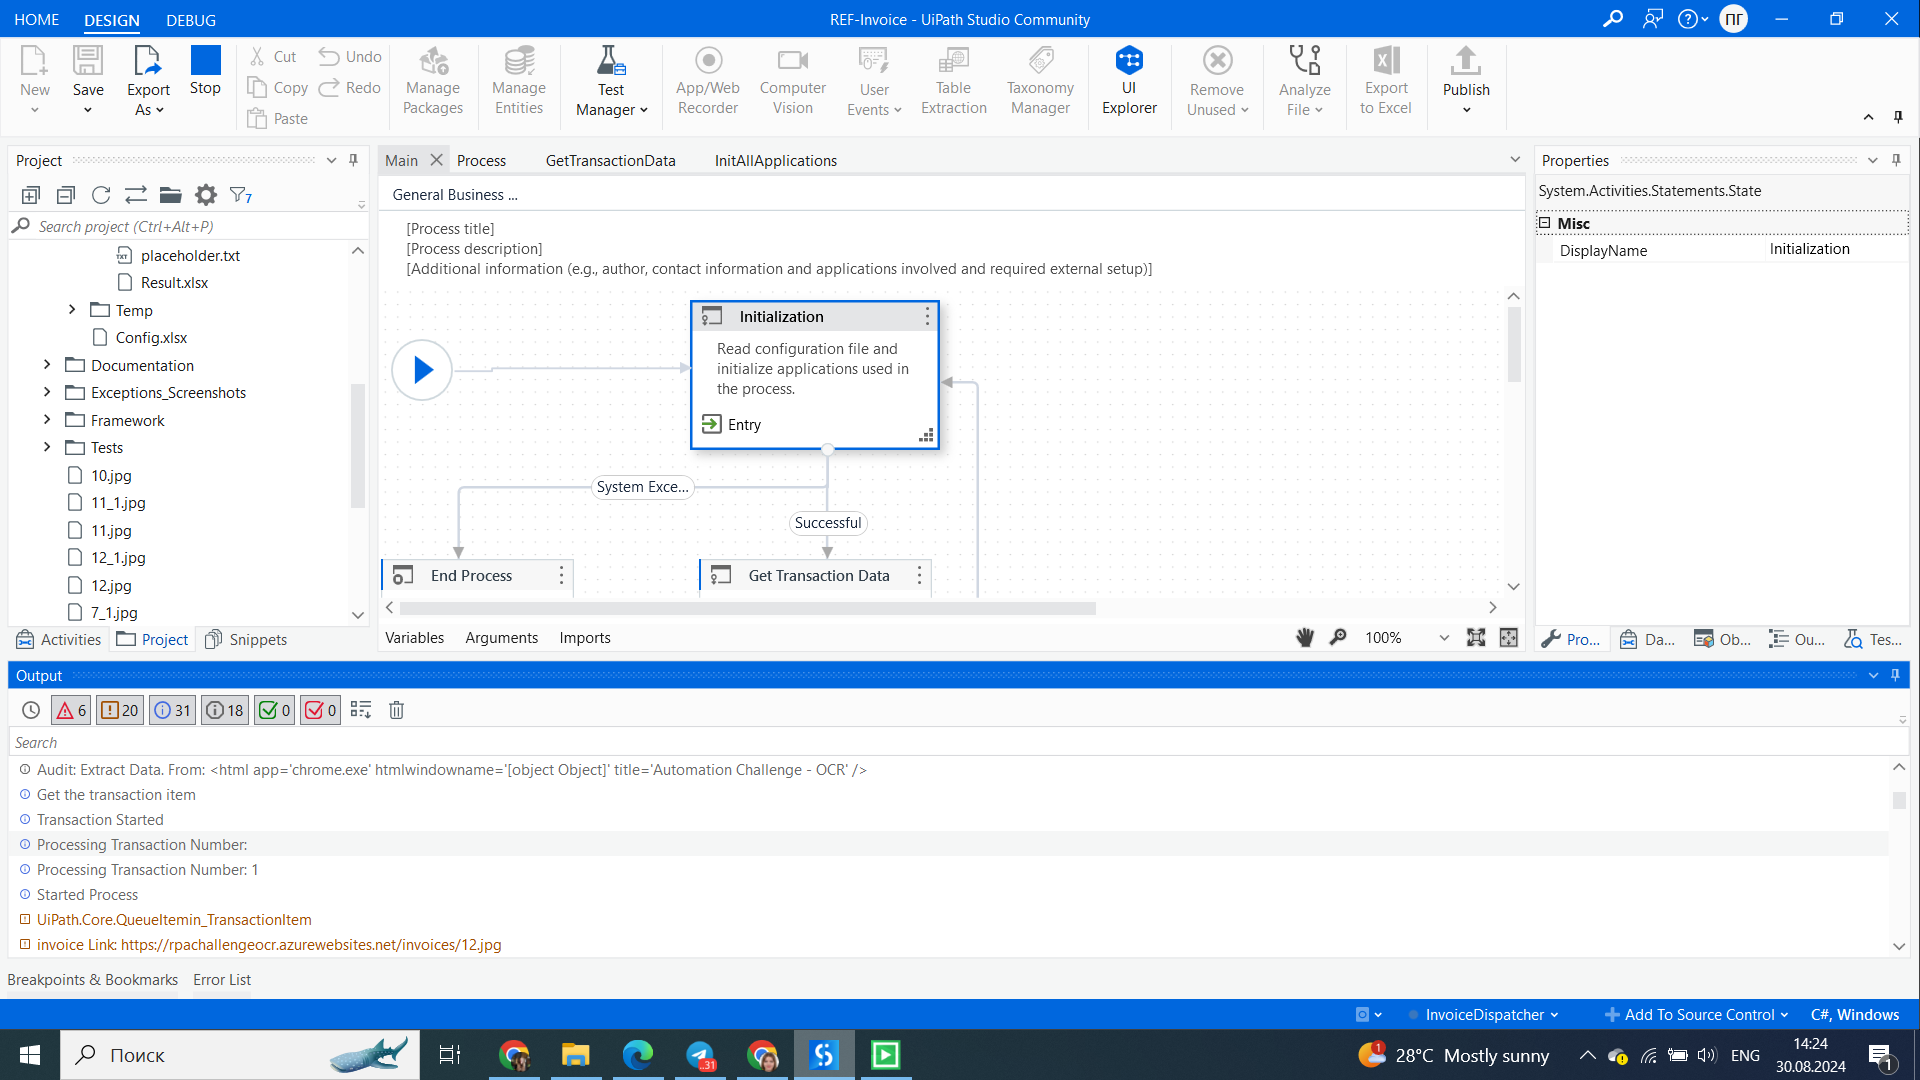 HOME DESIGN DEBUG REF-Invoice - UiPath Studio Community ПГ
New Save Export As Stop Cut Copy Paste Undo Redo Manage Packages Manage Entities Test Manager App/Web Recorder Computer Vision User Events Table Extraction Taxonomy Manager UI Explorer Remove Unused Analyze File Export to Excel Publish
Project
7
Search project (Ctrl+Alt+P)
placeholder.txt
Result.xlsx
Temp
Config.xlsx
Documentation
Exceptions_Screenshots
Framework
Tests
10.jpg
11_1.jpg
11.jpg
12_1.jpg
12.jpg
7_1.jpg
Activities Project Snippets
Main Process GetTransactionData InitAllApplications
General Business ...
[Process title]
[Process description]
[Additional information (e.g., author, contact information and applications involved and required external setup)]
Initialization
Read configuration file and
initialize applications used in
the process.
Entry
System Exce...
Successful
End Process Get Transaction Data
Variables Arguments Imports 100%
Properties
System.Activities.Statements.State
Misc
DisplayName Initialization
Pro... Da... Ob... Ou... Tes...
Output
6 20 31 18 0 0
Search
Audit: Extract Data. From: <html app='chrome.exe' htmlwindowname='[object Object]' title='Automation Challenge - OCR' />
Get the transaction item
Transaction Started
Processing Transaction Number:
Processing Transaction Number: 1
Started Process
UiPath.Core.QueueItemin_TransactionItem
invoice Link: https://rpachallengeocr.azurewebsites.net/invoices/12.jpg
Breakpoints & Bookmarks Error List
InvoiceDispatcher Add To Source Control C#, Windows
Поиск ..31 1 28°C Mostly sunny ENG 14:24 1
30.08.2024